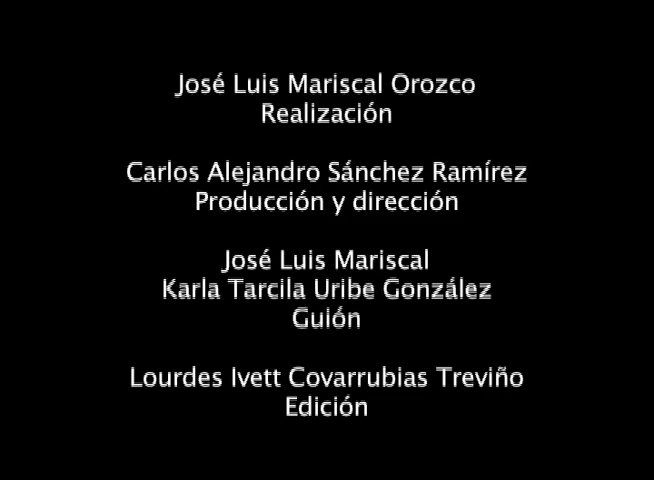 José Luis Mariscal Orozco
Realización
Carlos Alejandro Sánchez Ramírez
Producción y dirección
José Luis Mariscal
Karla Tarcila Uribe González
Guión
Lourdes Ivett Covarrubias Treviño
Edición